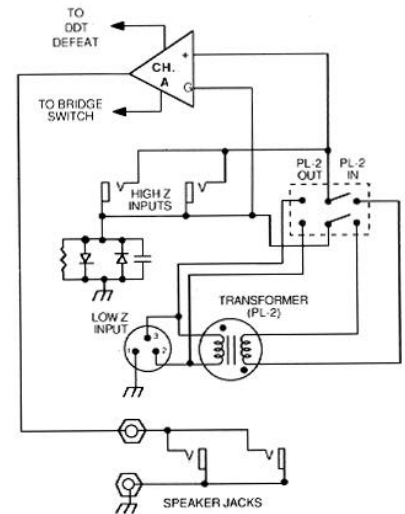 TO
DDT
DEFEAT
+
CH.
A
G
TO BRIDGE
SWITCH
PL-2
OUT
PL-2
IN
HIGH Z
INPUTS
TRANSFORMER
(PL-2)
LOW Z
INPUT
3
1
2
SPEAKER JACKS